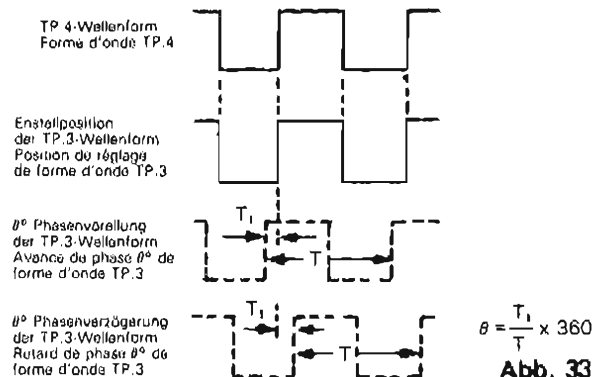 TP 4-Wellenform
Forme d'onde TP.4
Enstellposition
der TP.3-Wellenform
Position de réglage
de forme d'onde TP.3
θ° Phasenvoreilung
der TP.3-Wellenform
Avance de phase θ° de
forme d'onde TP.3
T₁
T
θ° Phasenverzögerung
der TP.3-Wellenform
Retard de phase θ° de
forme d'onde TP.3
T₁
T
θ = T₁/T x 360
Abb. 33